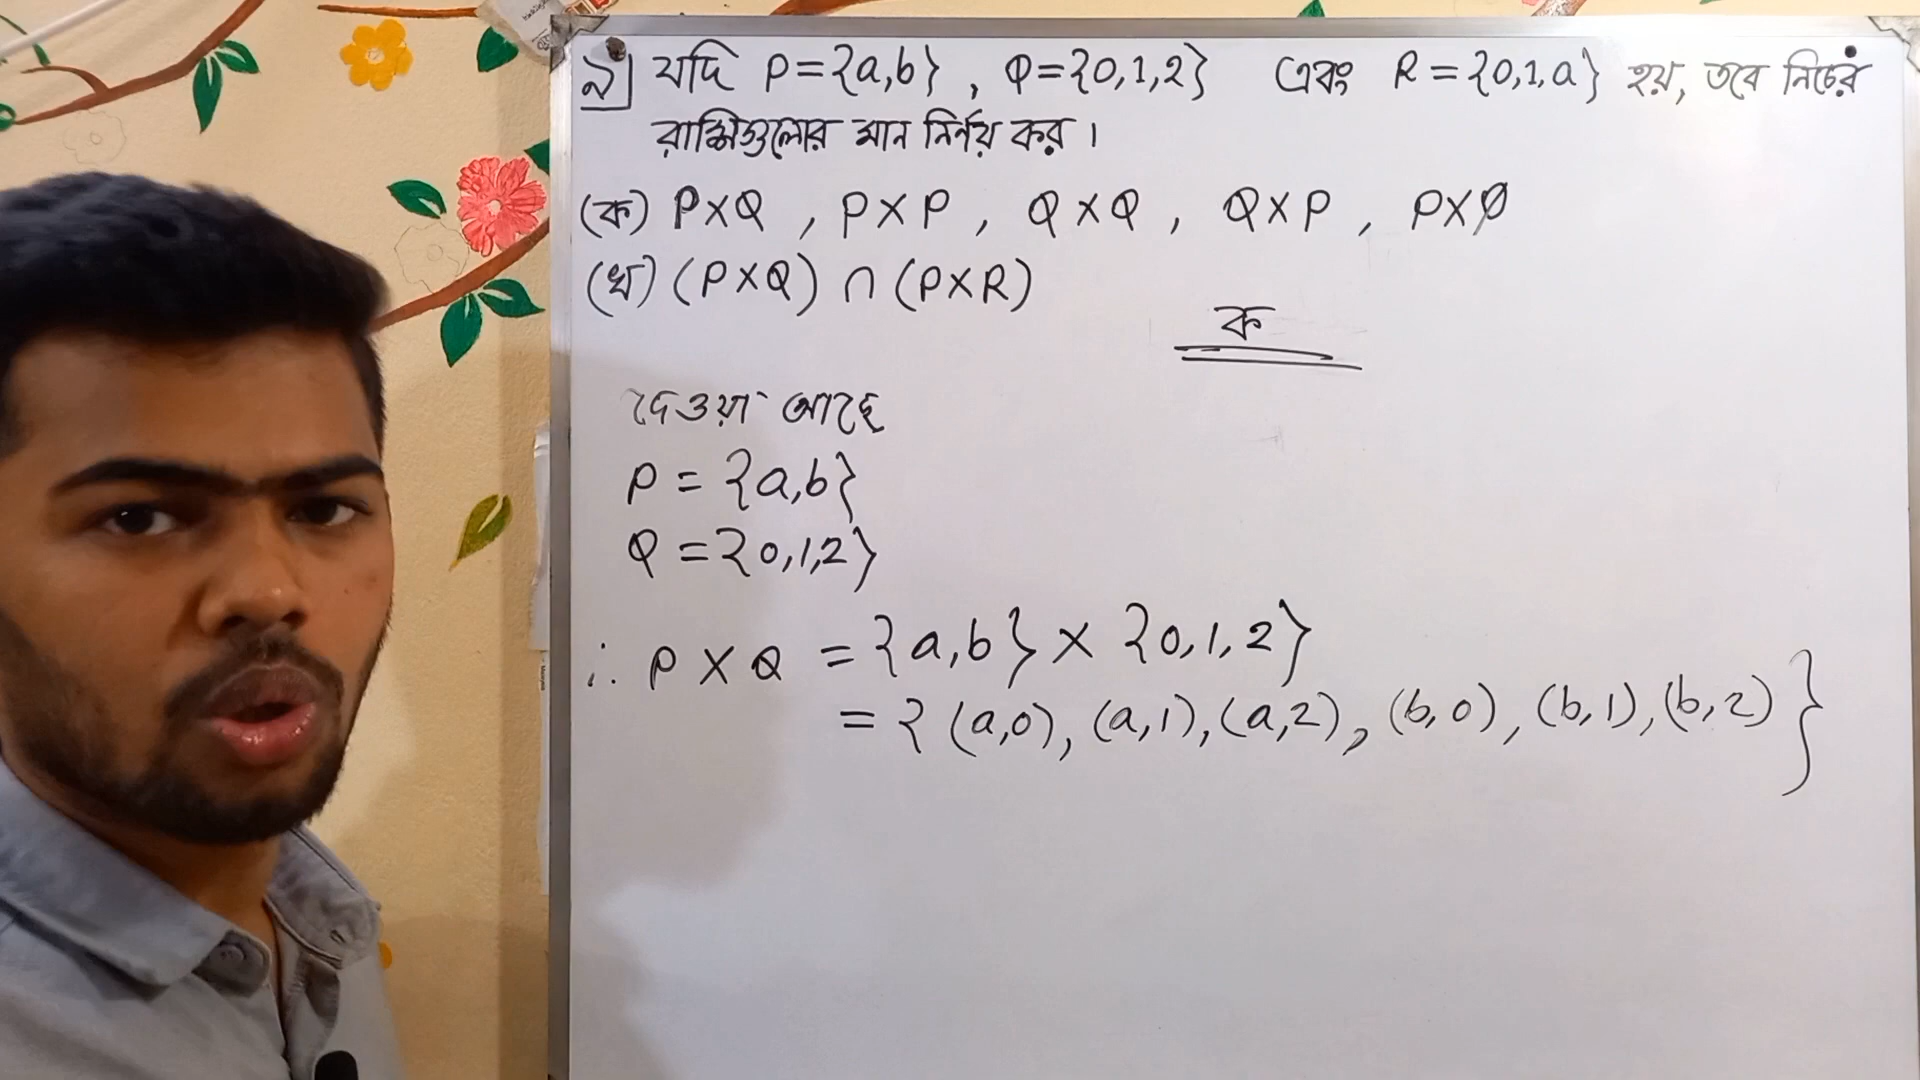 ৯| যদি P={a,b} , Q={0,1,2} এবং R={0,1,a} হয়, তবে নিচের
রাশিগুলোর মান নির্ণয় কর।
(ক) P×Q , P×P , Q×Q , Q×P , P×∅
(খ) (P×Q) ∩ (P×R)
ক
দেওয়া আছে
P = {a,b}
Q = {0,1,2}
∴ P×Q = {a,b} × {0,1,2}
= { (a,0), (a,1), (a,2), (b,0), (b,1), (b,2) }